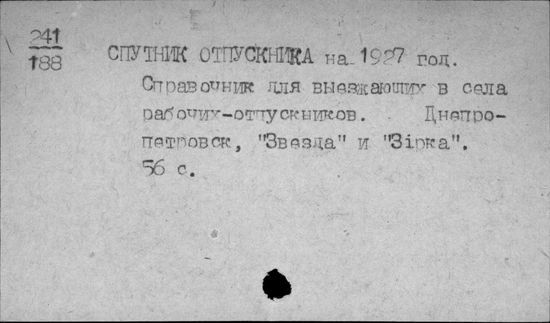 241
188
СПУТНИК ОТПУСКНИКА на 1927 год.
Справочник для выезжающих в села
рабочих-отпускников. Днепро-
петровск, "Звезда" и "Зірка".
56 с.